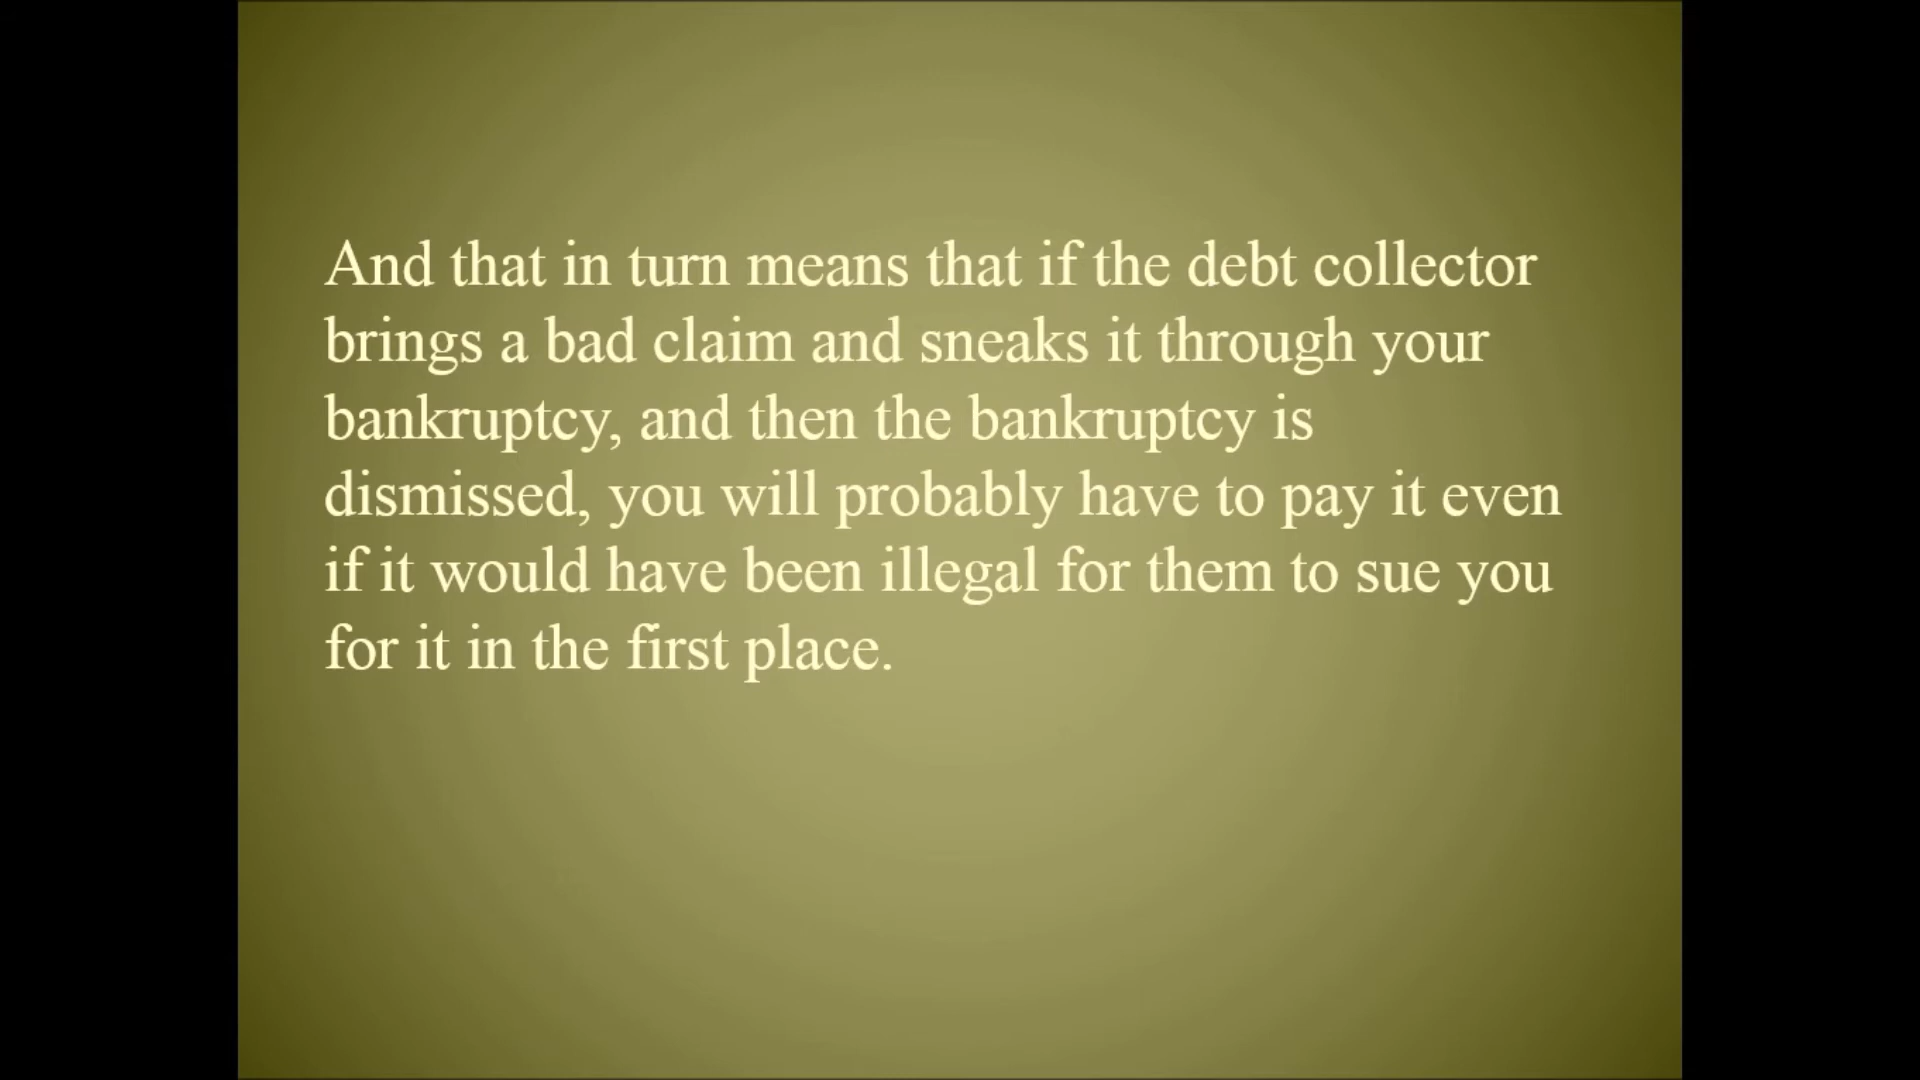 And that in turn means that if the debt collector
brings a bad claim and sneaks it through your
bankruptcy, and then the bankruptcy is
dismissed, you will probably have to pay it even
if it would have been illegal for them to sue you
for it in the first place.